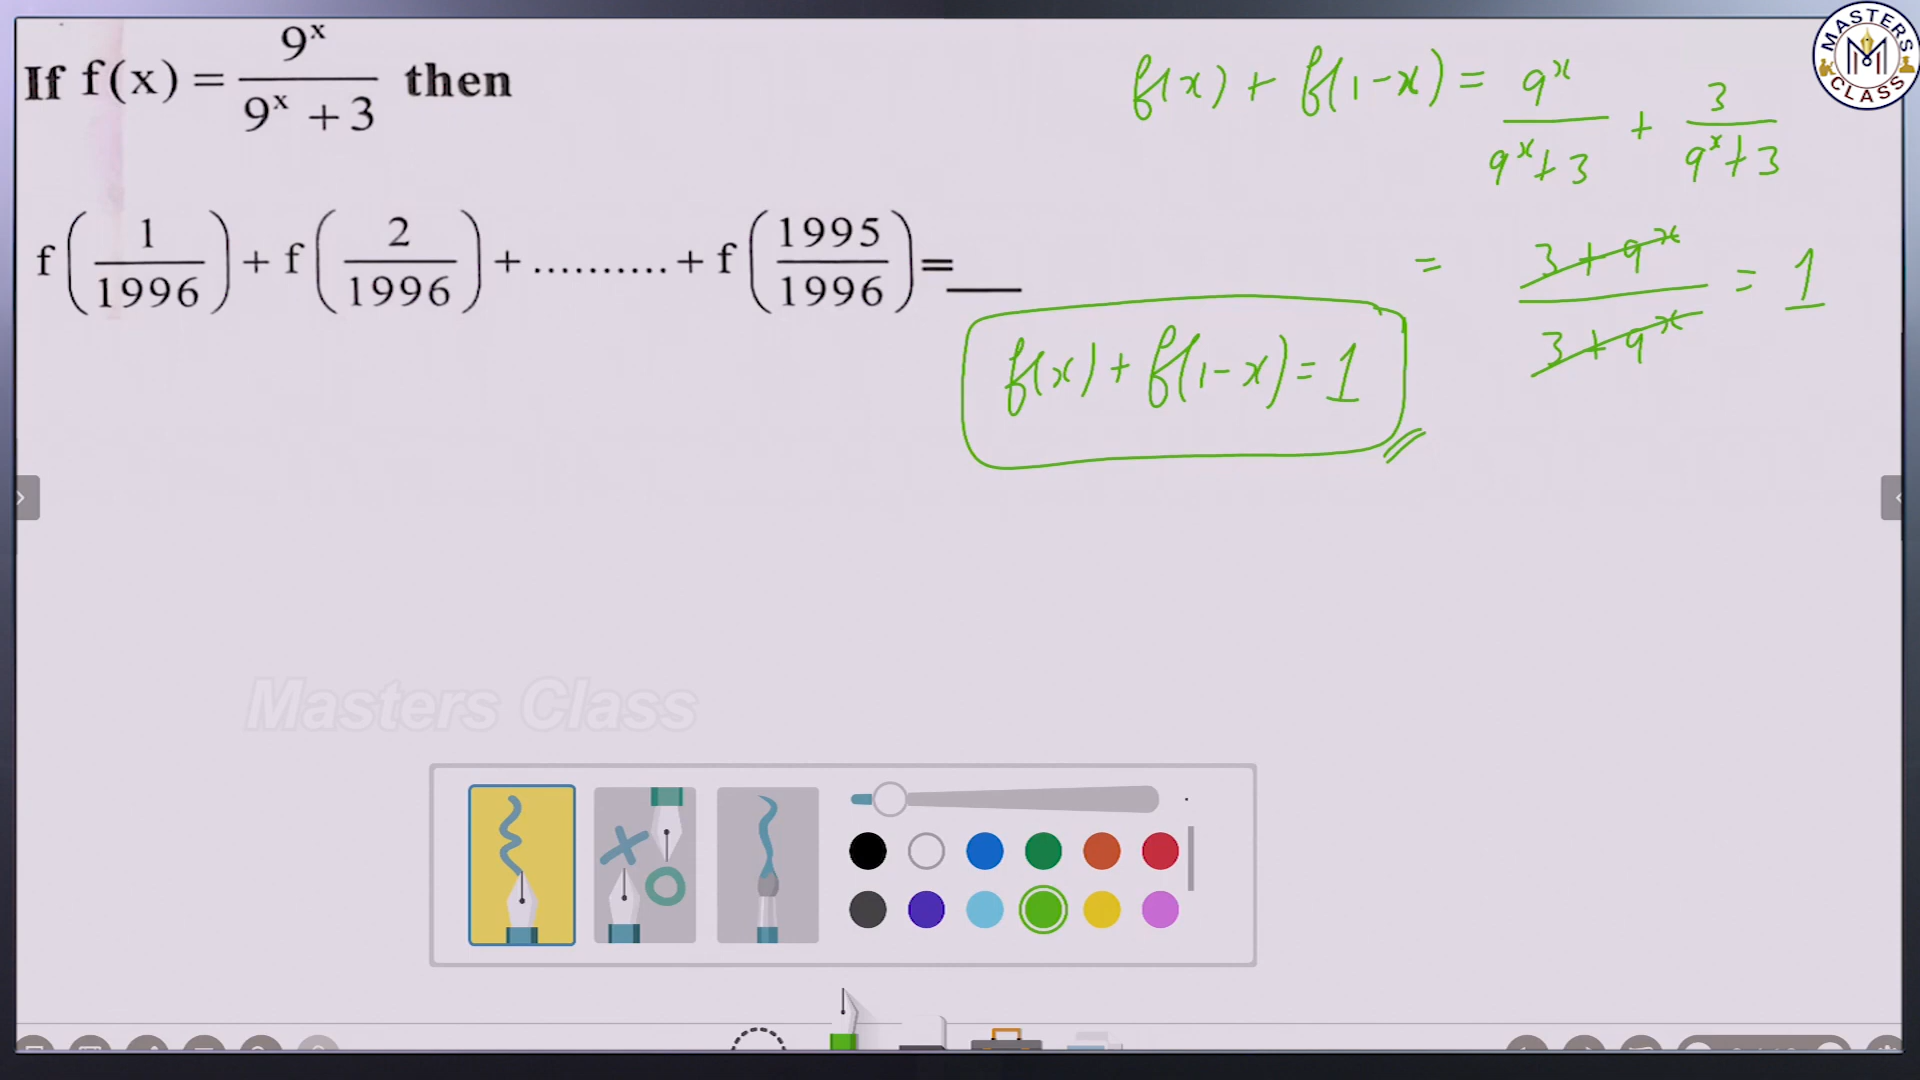 If f(x) = 9^x / (9^x + 3) then
f(1/1996) + f(2/1996) + .......... + f(1995/1996) = ___
f(x) + f(1-x) = 9^x / (9^x + 3) + 3 / (9^x + 3)
= (3 + 9^x) / (3 + 9^x) = 1
f(x) + f(1-x) = 1
Masters Class
MASTERS
CLASS